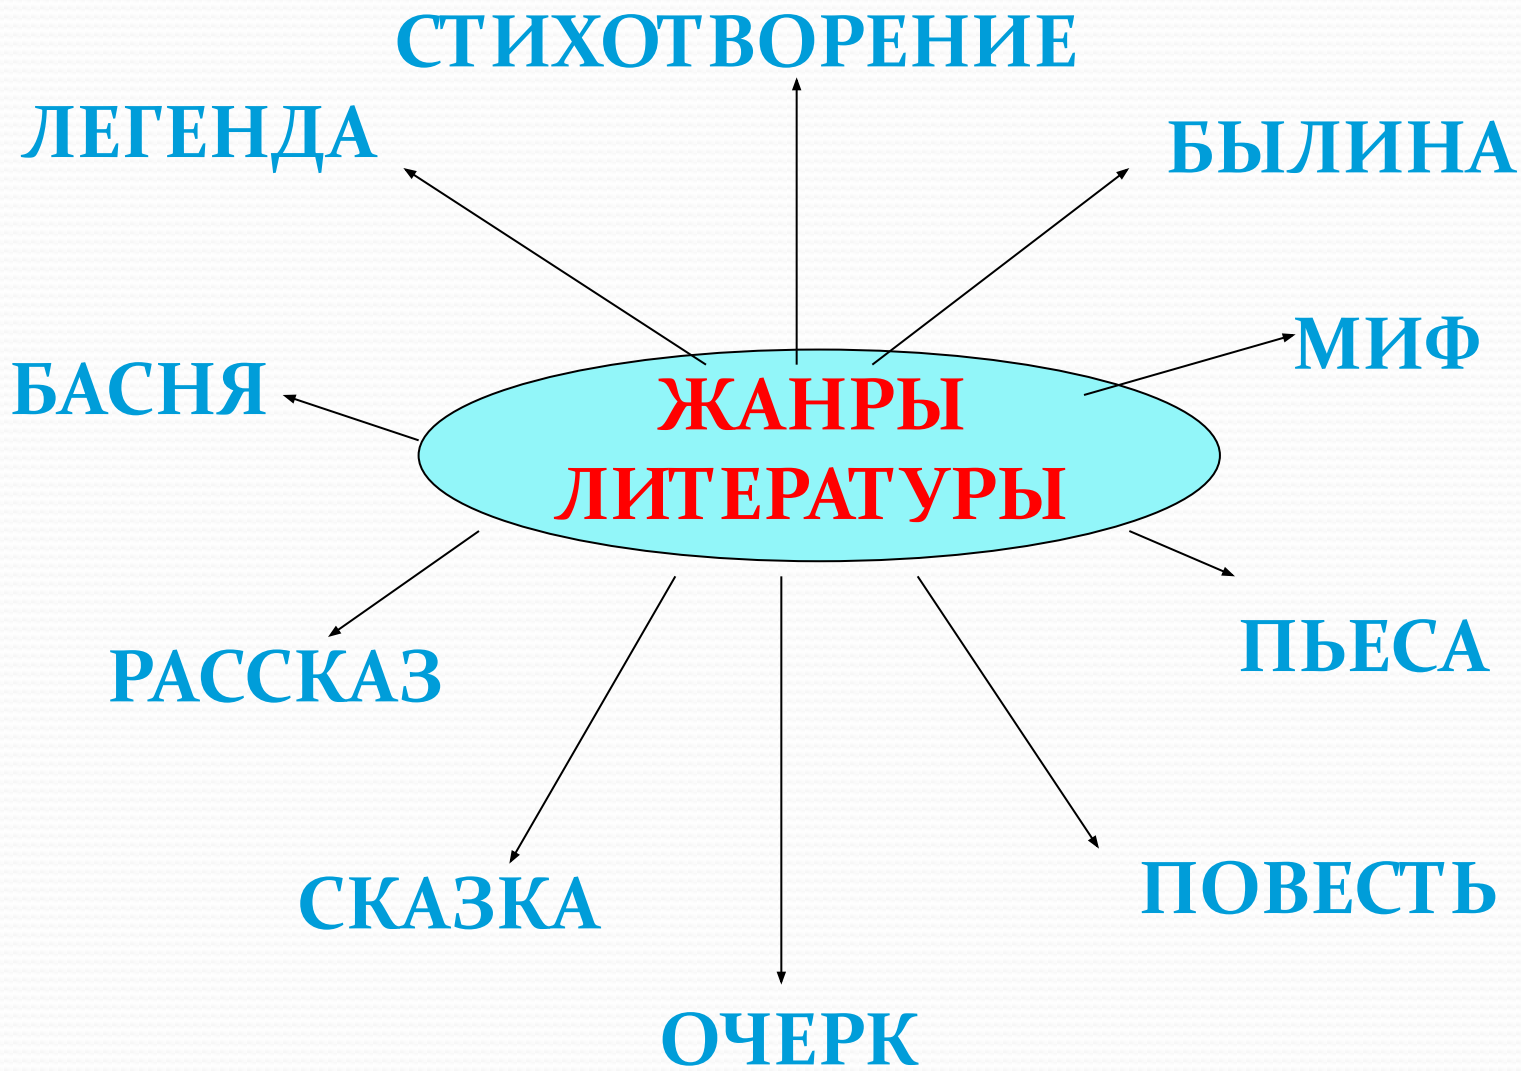 СТИХОТВОРЕНИЕ
ЛЕГЕНДА
БЫЛИНА
МИФ
БАСНЯ
ЖАНРЫ
ЛИТЕРАТУРЫ
ПЬЕСА
РАССКАЗ
ПОВЕСТЬ
СКАЗКА
ОЧЕРК